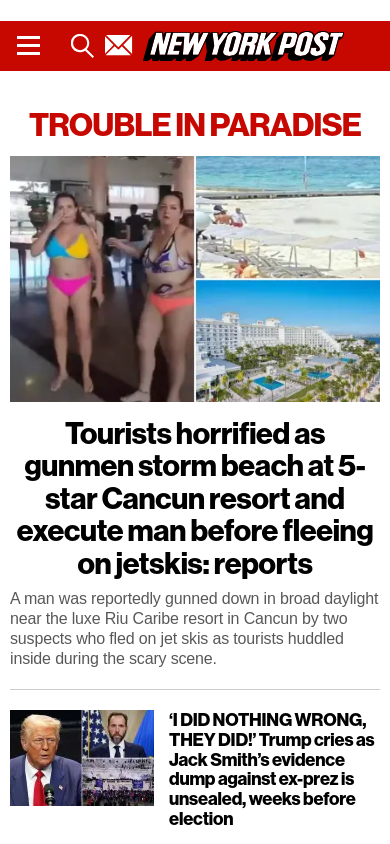 NEW YORK POST
TROUBLE IN PARADISE
Tourists horrified as
gunmen storm beach at 5-
star Cancun resort and
execute man before fleeing
on jetskis: reports
A man was reportedly gunned down in broad daylight
near the luxe Riu Caribe resort in Cancun by two
suspects who fled on jet skis as tourists huddled
inside during the scary scene.
‘I DID NOTHING WRONG,
THEY DID!’ Trump cries as
Jack Smith’s evidence
dump against ex-prez is
unsealed, weeks before
election